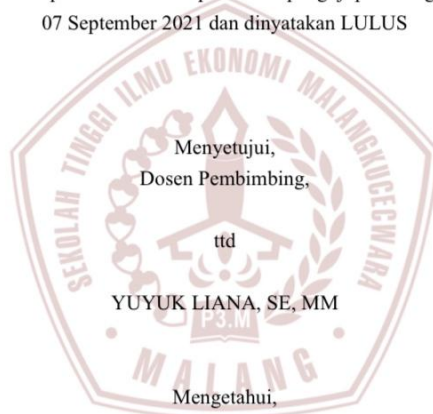 07 September 2021 dan dinyatakan LULUS
SEKOLAH TINGGI ILMU EKONOMI MALANGKUCECWARA
Menyetujui,
Dosen Pembimbing,
ttd
YUYUK LIANA, SE, MM
P3.M
MALANG
Mengetahui,